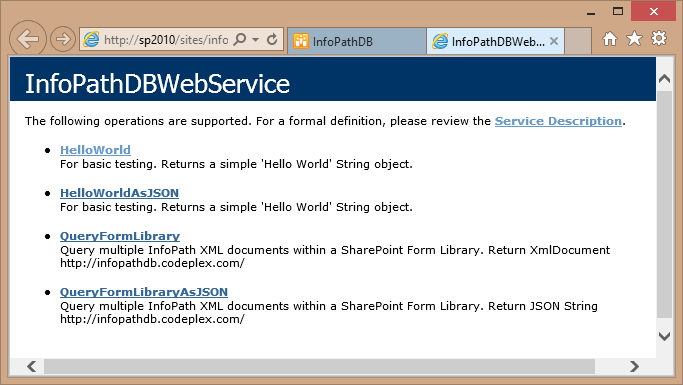 http://sp2010/sites/info
InfoPathDB
InfoPathDBWeb...
InfoPathDBWebService
The following operations are supported. For a formal definition, please review the Service Description.
HelloWorld
For basic testing. Returns a simple 'Hello World' String object.
HelloWorldAsJSON
For basic testing. Returns a simple 'Hello World' String object.
QueryFormLibrary
Query multiple InfoPath XML documents within a SharePoint Form Library. Return XmlDocument
http://infopathdb.codeplex.com/
QueryFormLibraryAsJSON
Query multiple InfoPath XML documents within a SharePoint Form Library. Return JSON String
http://infopathdb.codeplex.com/